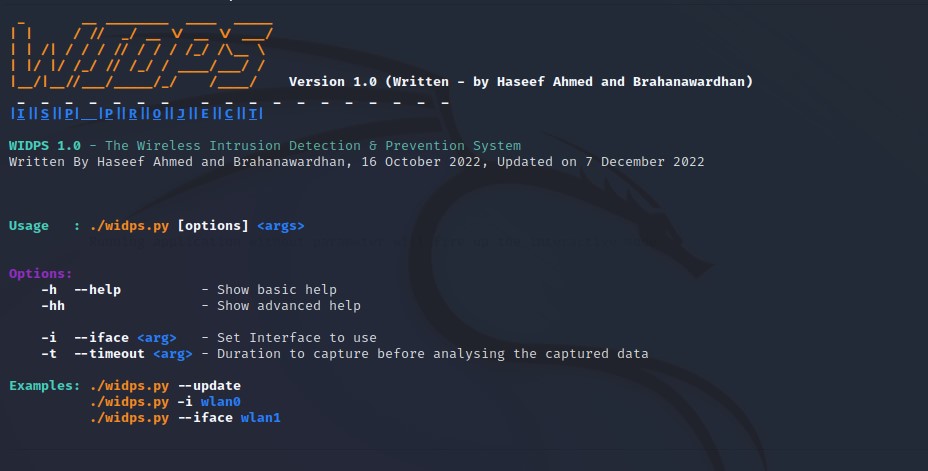 WIDPS
Version 1.0 (Written - by Haseef Ahmed and Brahanawardhan)
|I||S||P|__|P||R||O||J||E||C||T|
WIDPS 1.0 - The Wireless Intrusion Detection & Prevention System
Written By Haseef Ahmed and Brahanawardhan, 16 October 2022, Updated on 7 December 2022
Usage : ./widps.py [options] <args>
Options:
-h --help - Show basic help
-hh - Show advanced help
-i --iface <arg> - Set Interface to use
-t --timeout <arg> - Duration to capture before analysing the captured data
Examples: ./widps.py --update
./widps.py -i wlan0
./widps.py --iface wlan1